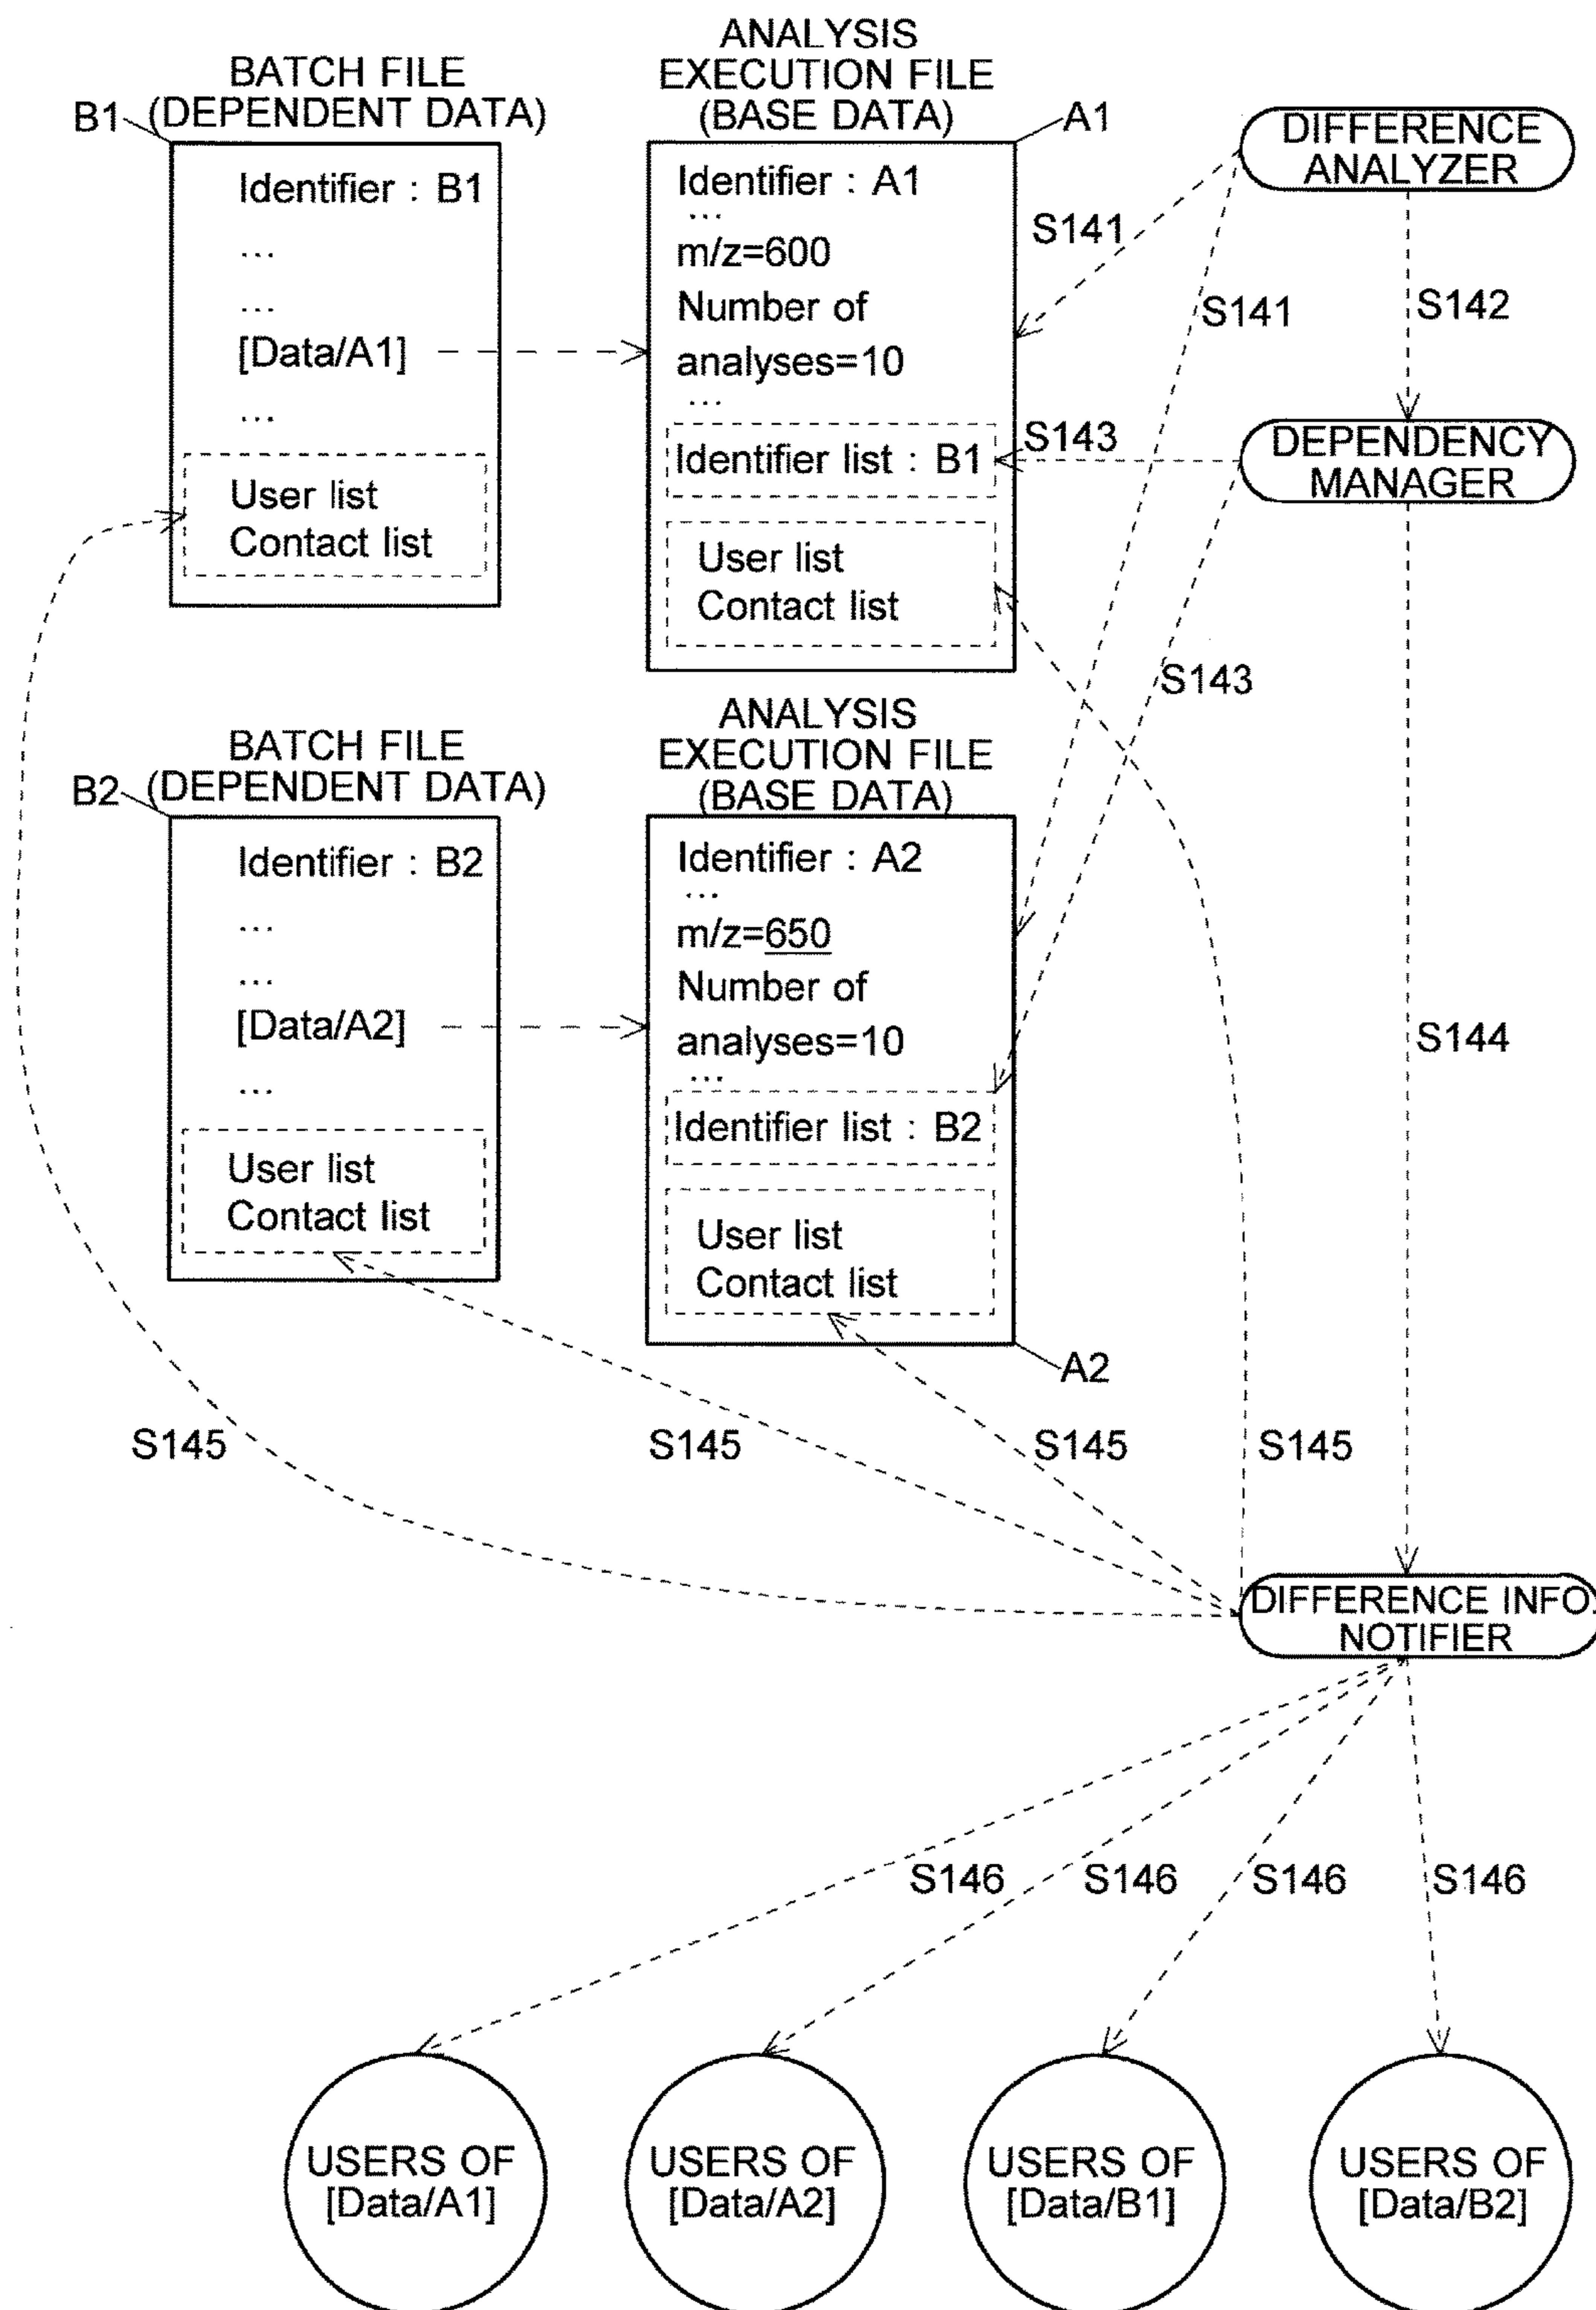 BATCH FILE
(DEPENDENT DATA)
B1
Identifier : B1
...
...
[Data/A1]
...
User list
Contact list
ANALYSIS
EXECUTION FILE
(BASE DATA)
A1
Identifier : A1
...
m/z=600
Number of
analyses=10
...
Identifier list : B1
User list
Contact list
DIFFERENCE
ANALYZER
S141
S141
S142
DEPENDENCY
MANAGER
S143
S143
S144
BATCH FILE
(DEPENDENT DATA)
B2
Identifier : B2
...
...
[Data/A2]
...
User list
Contact list
ANALYSIS
EXECUTION FILE
(BASE DATA)
Identifier : A2
...
m/z=650
Number of
analyses=10
...
Identifier list : B2
User list
Contact list
A2
S145
S145
S145
S145
DIFFERENCE INFO.
NOTIFIER
S146
S146
S146
S146
USERS OF
[Data/A1]
USERS OF
[Data/A2]
USERS OF
[Data/B1]
USERS OF
[Data/B2]